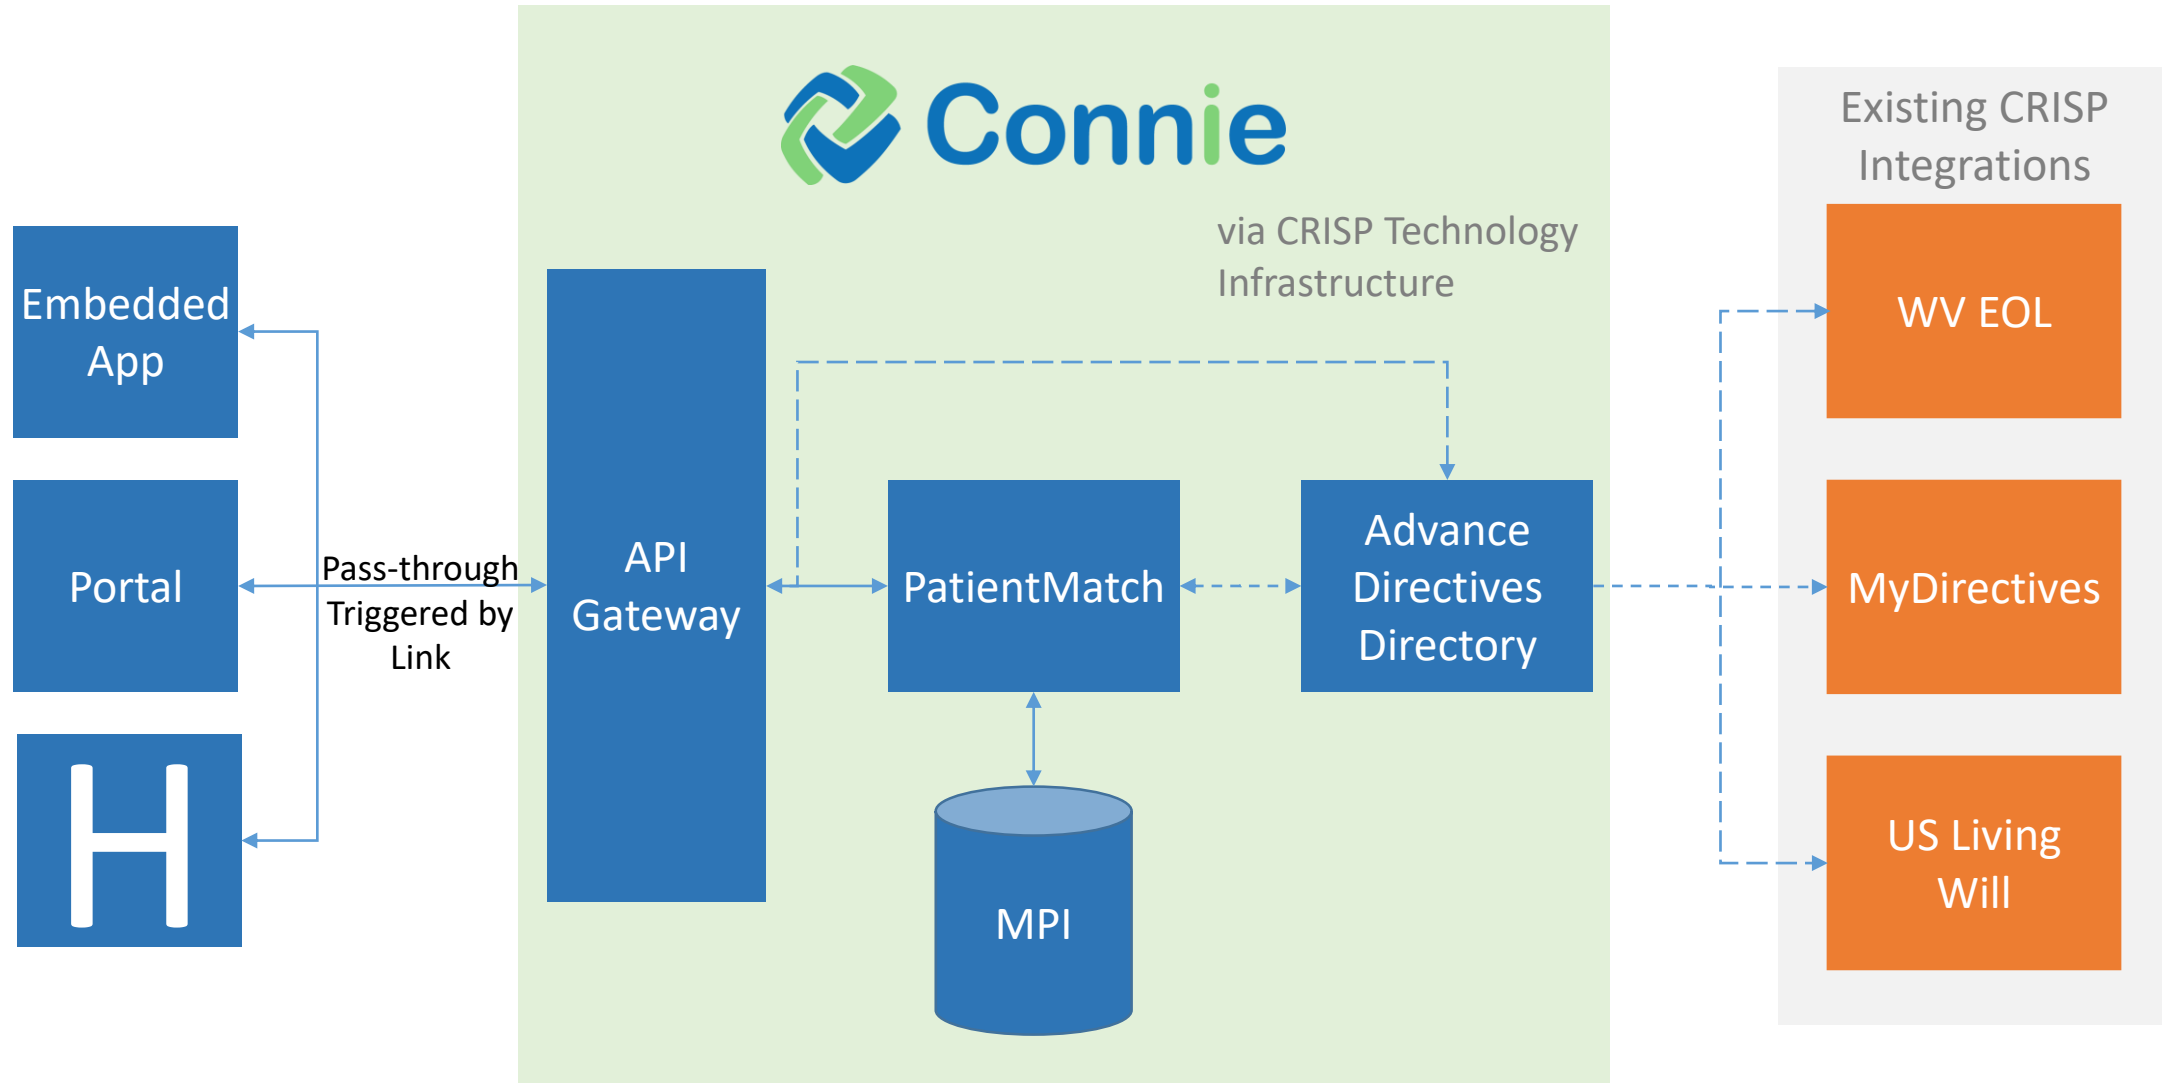 Connie
via CRISP Technology
Infrastructure
Existing CRISP
Integrations
Embedded
App
Portal
H
Pass-through
Triggered by
Link
API
Gateway
PatientMatch
MPI
Advance
Directives
Directory
WV EOL
MyDirectives
US Living
Will